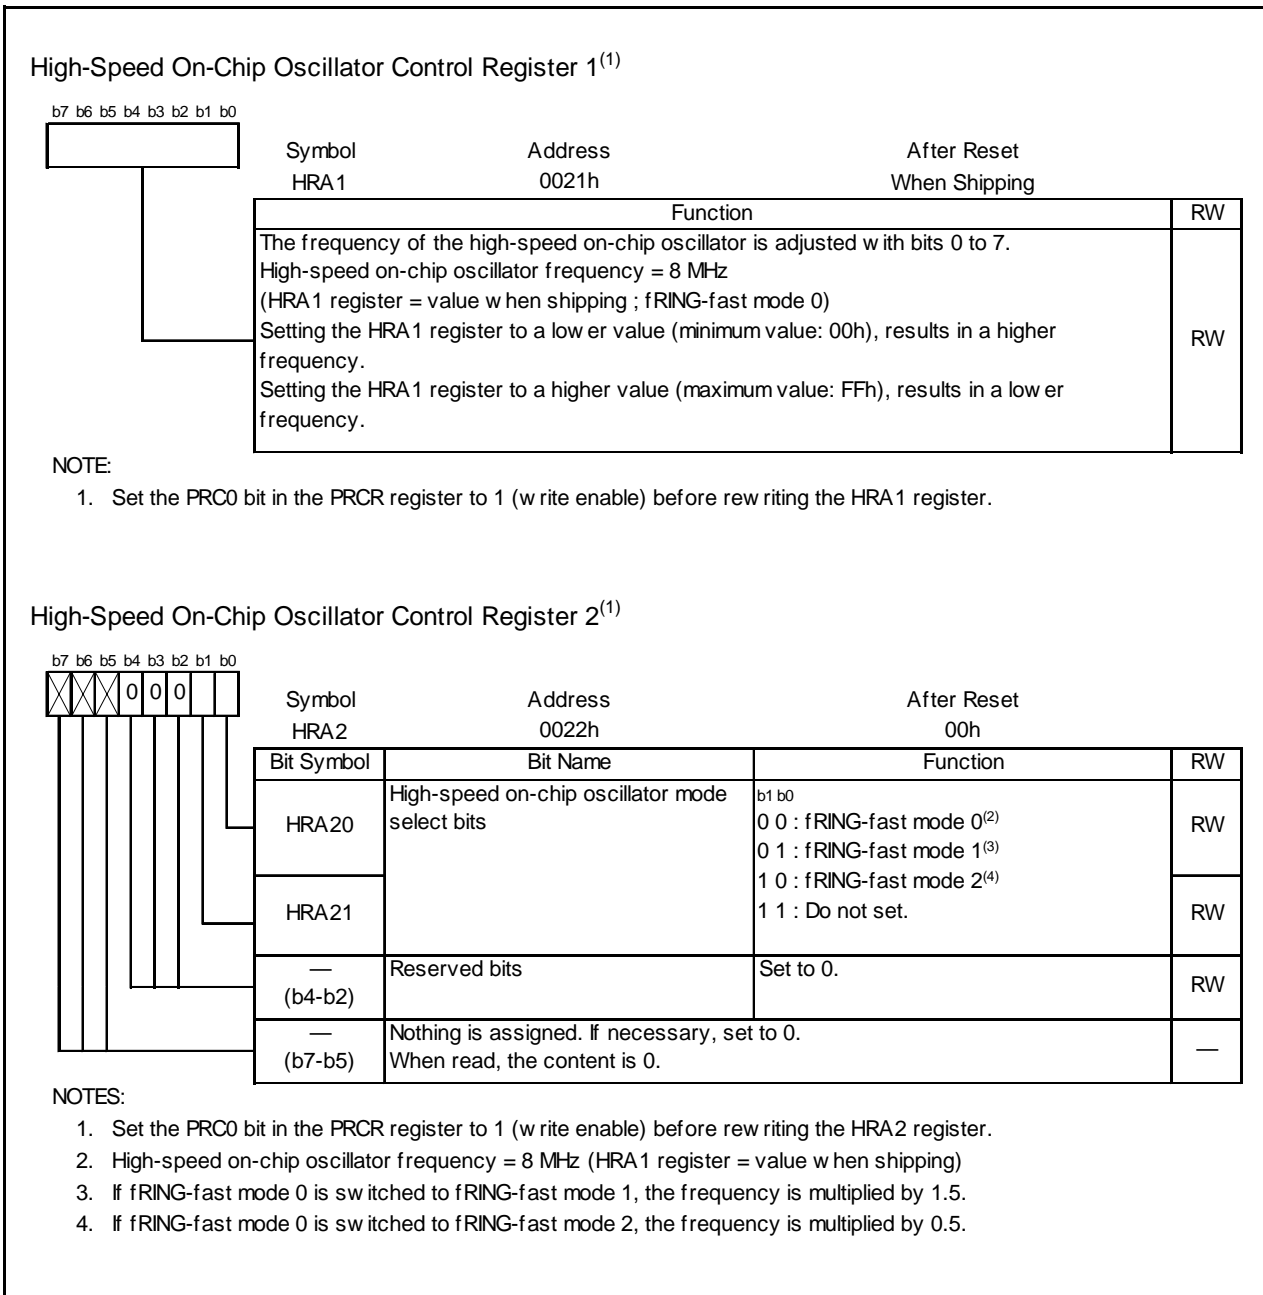 High-Speed On-Chip Oscillator Control Register 1(1)
b7 b6 b5 b4 b3 b2 b1 b0
Symbol Address After Reset
HRA1 0021h When Shipping
Function RW
The frequency of the high-speed on-chip oscillator is adjusted with bits 0 to 7.
High-speed on-chip oscillator frequency = 8 MHz
(HRA1 register = value when shipping ; fRING-fast mode 0)
Setting the HRA1 register to a lower value (minimum value: 00h), results in a higher
frequency.
Setting the HRA1 register to a higher value (maximum value: FFh), results in a lower
frequency.
RW
NOTE:
1. Set the PRC0 bit in the PRCR register to 1 (write enable) before rewriting the HRA1 register.
High-Speed On-Chip Oscillator Control Register 2(1)
b7 b6 b5 b4 b3 b2 b1 b0
0 0 0
Symbol Address After Reset
HRA2 0022h 00h
Bit Symbol Bit Name Function RW
HRA20
High-speed on-chip oscillator mode
select bits
b1 b0
0 0 : fRING-fast mode 0(2)
0 1 : fRING-fast mode 1(3)
1 0 : fRING-fast mode 2(4)
1 1 : Do not set.
RW
HRA21
RW
—
(b4-b2)
Reserved bits
Set to 0.
RW
—
(b7-b5)
Nothing is assigned. If necessary, set to 0.
When read, the content is 0.
—
NOTES:
1. Set the PRC0 bit in the PRCR register to 1 (write enable) before rewriting the HRA2 register.
2. High-speed on-chip oscillator frequency = 8 MHz (HRA1 register = value when shipping)
3. If fRING-fast mode 0 is switched to fRING-fast mode 1, the frequency is multiplied by 1.5.
4. If fRING-fast mode 0 is switched to fRING-fast mode 2, the frequency is multiplied by 0.5.